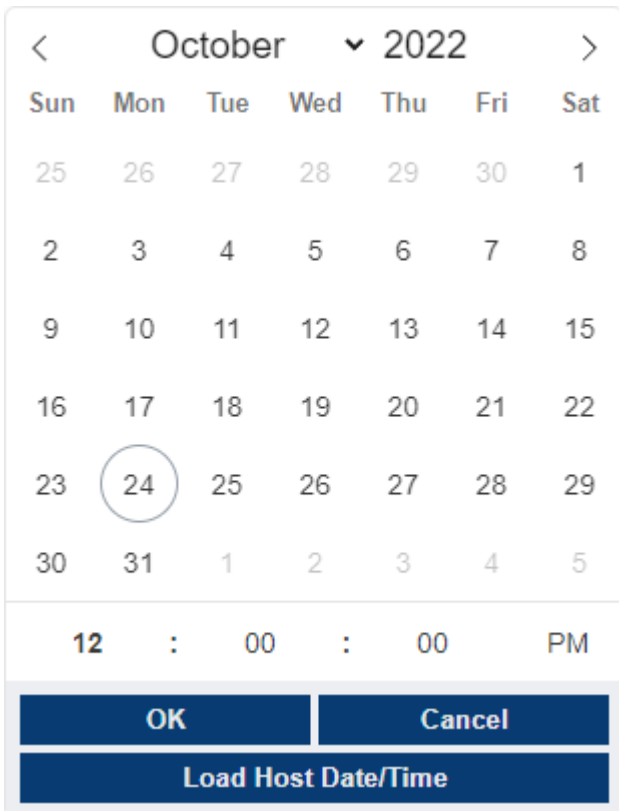 October 2022
Sun Mon Tue Wed Thu Fri Sat
25 26 27 28 29 30 1
2 3 4 5 6 7 8
9 10 11 12 13 14 15
16 17 18 19 20 21 22
23 24 25 26 27 28 29
30 31 1 2 3 4 5
12 : 00 : 00 PM
OK Cancel
Load Host Date/Time